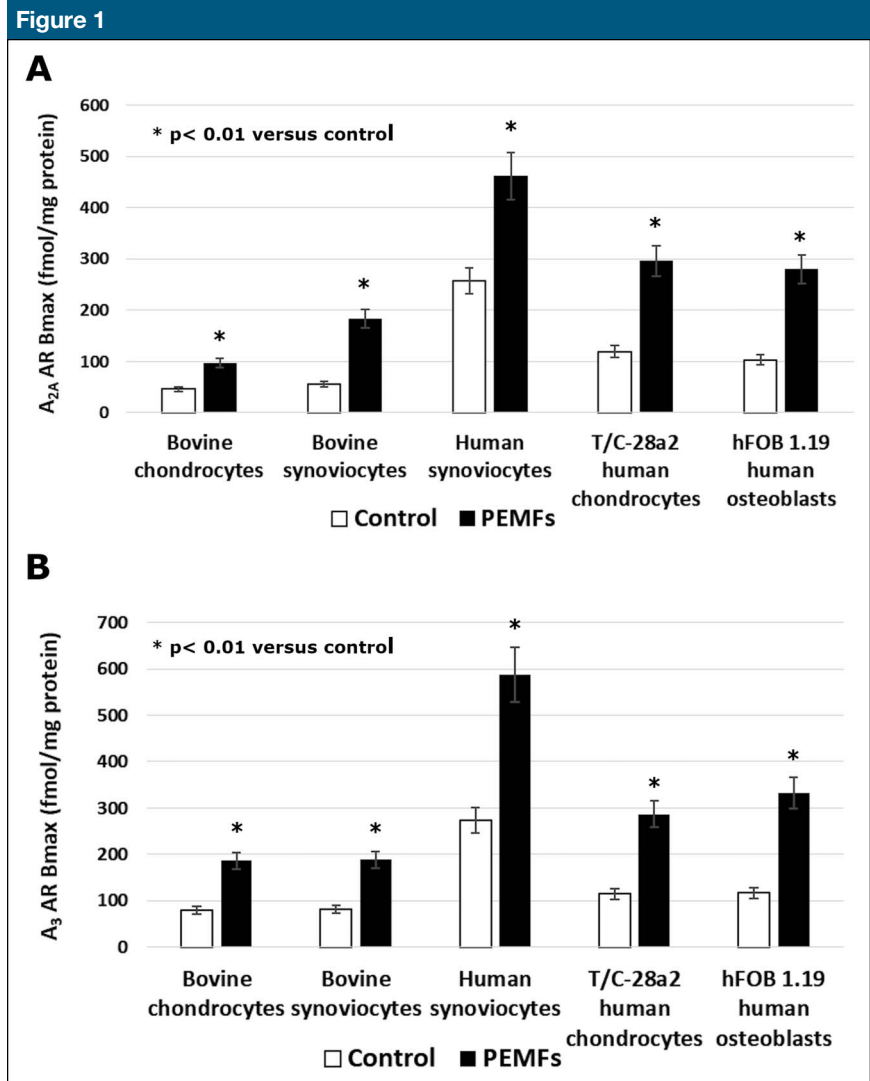 Figure 1
A
A2A AR Bmax (fmol/mg protein)
600
500
400
300
200
100
0
* p< 0.01 versus control
*
*
*
*
*
Bovine chondrocytes
Bovine synoviocytes
Human synoviocytes
T/C-28a2 human chondrocytes
hFOB 1.19 human osteoblasts
Control PEMFs
B
A3 AR Bmax (fmol/mg protein)
700
600
500
400
300
200
100
0
* p< 0.01 versus control
*
*
*
*
*
Bovine chondrocytes
Bovine synoviocytes
Human synoviocytes
T/C-28a2 human chondrocytes
hFOB 1.19 human osteoblasts
Control PEMFs